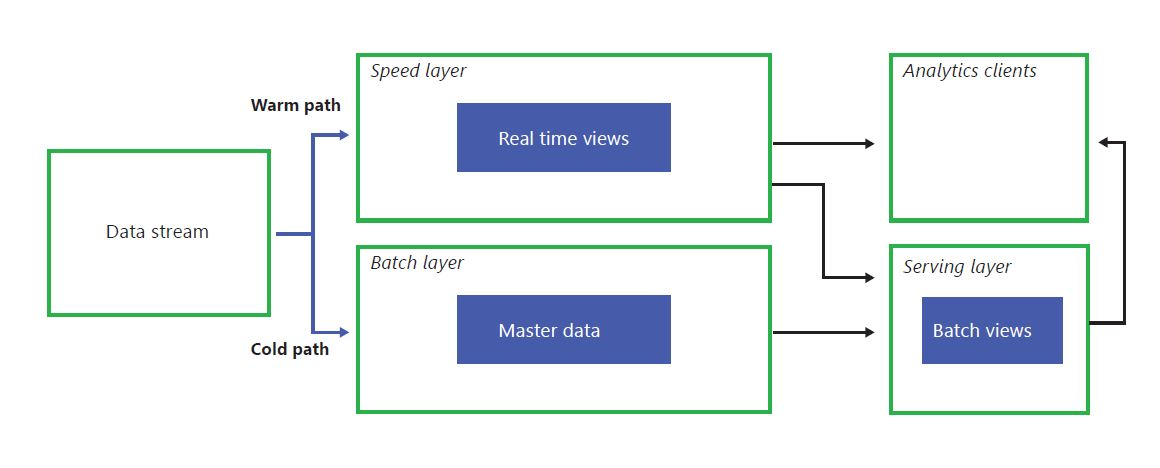 Speed layer
Analytics clients
Warm path
Real time views
Data stream
Batch layer
Serving layer
Master data
Batch views
Cold path